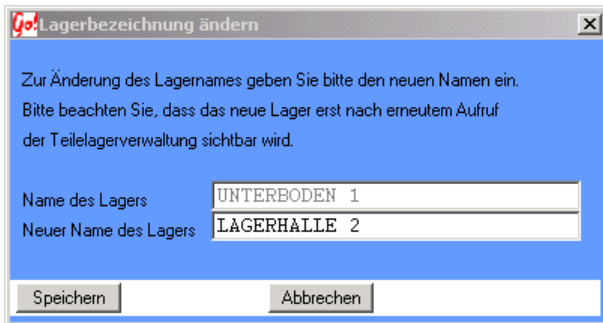 Go! Lagerbezeichnung ändern
Zur Änderung des Lagernames geben Sie bitte den neuen Namen ein.
Bitte beachten Sie, dass das neue Lager erst nach erneutem Aufruf
der Teilelagerverwaltung sichtbar wird.
Name des Lagers UNTERBODEN 1
Neuer Name des Lagers LAGERHALLE 2
Speichern Abbrechen